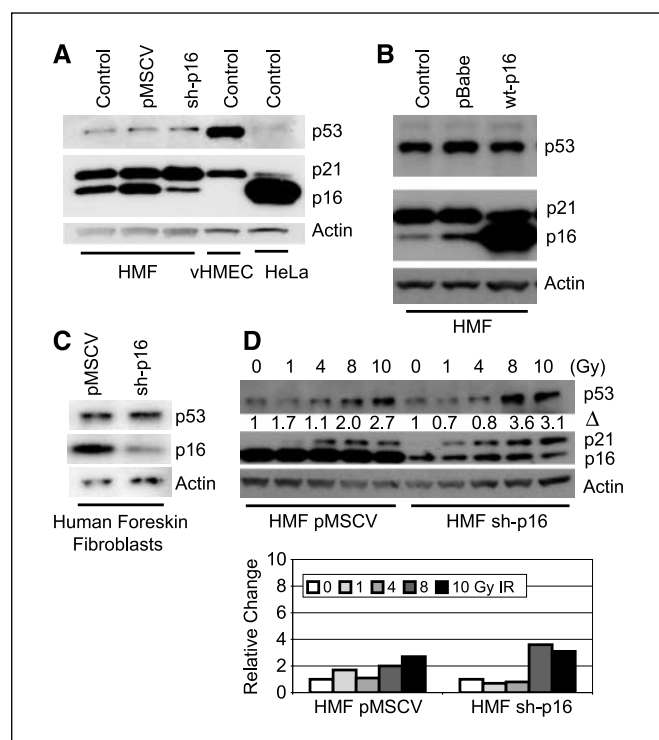 A
Control
pMSCV
sh-p16
Control
Control
p53
p21
p16
Actin
HMF
vHMEC
HeLa
B
Control
pBabe
wt-p16
p53
p21
p16
Actin
HMF
C
pMSCV
sh-p16
p53
p16
Actin
Human Foreskin
Fibroblasts
D
0 1 4 8 10 0 1 4 8 10 (Gy)
p53
1 1.7 1.1 2.0 2.7 1 0.7 0.8 3.6 3.1 Δ
p21
p16
Actin
HMF pMSCV HMF sh-p16
Relative Change
10
8
6
4
2
0
0 1 4 8 10 Gy IR
HMF pMSCV HMF sh-p16